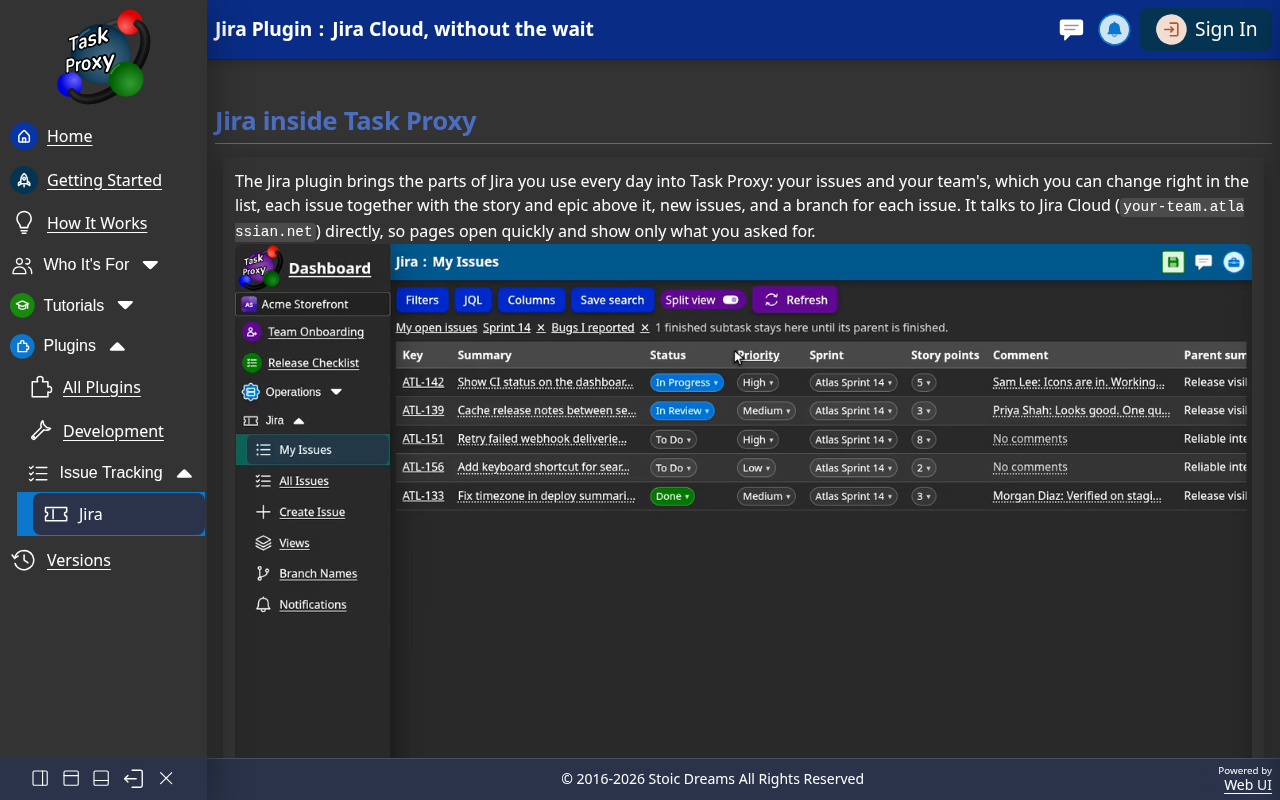 Task Proxy
Jira Plugin : Jira Cloud, without the wait
Sign In
Home
Getting Started
How It Works
Who It's For
Tutorials
Plugins
All Plugins
Development
Issue Tracking
Jira
Versions
Jira inside Task Proxy
The Jira plugin brings the parts of Jira you use every day into Task Proxy: your issues and your team's, which you can change right in the
list, each issue together with the story and epic above it, new issues, and a branch for each issue. It talks to Jira Cloud ( your-team.atla
ssian.net ) directly, so pages open quickly and show only what you asked for.
Task Proxy
Dashboard
AS Acme Storefront
Team Onboarding
Release Checklist
Operations
Jira
My Issues
All Issues
Create Issue
Views
Branch Names
Notifications
Jira : My Issues
Filters JQL Columns Save search Split view Refresh
My open issues Sprint 14 × Bugs I reported × 1 finished subtask stays here until its parent is finished.
Key Summary Status Priority Sprint Story points Comment Parent sum
ATL-142 Show CI status on the dashboar... In Progress High Atlas Sprint 14 5 Sam Lee: Icons are in. Working... Release visil
ATL-139 Cache release notes between se... In Review Medium Atlas Sprint 14 3 Priya Shah: Looks good. One qu... Release visil
ATL-151 Retry failed webhook deliverie... To Do High Atlas Sprint 14 8 No comments Reliable inte
ATL-156 Add keyboard shortcut for sear... To Do Low Atlas Sprint 14 2 No comments Reliable inte
ATL-133 Fix timezone in deploy summari... Done Medium Atlas Sprint 14 3 Morgan Diaz: Verified on stagi... Release visil
© 2016-2026 Stoic Dreams All Rights Reserved
Powered by
Web UI